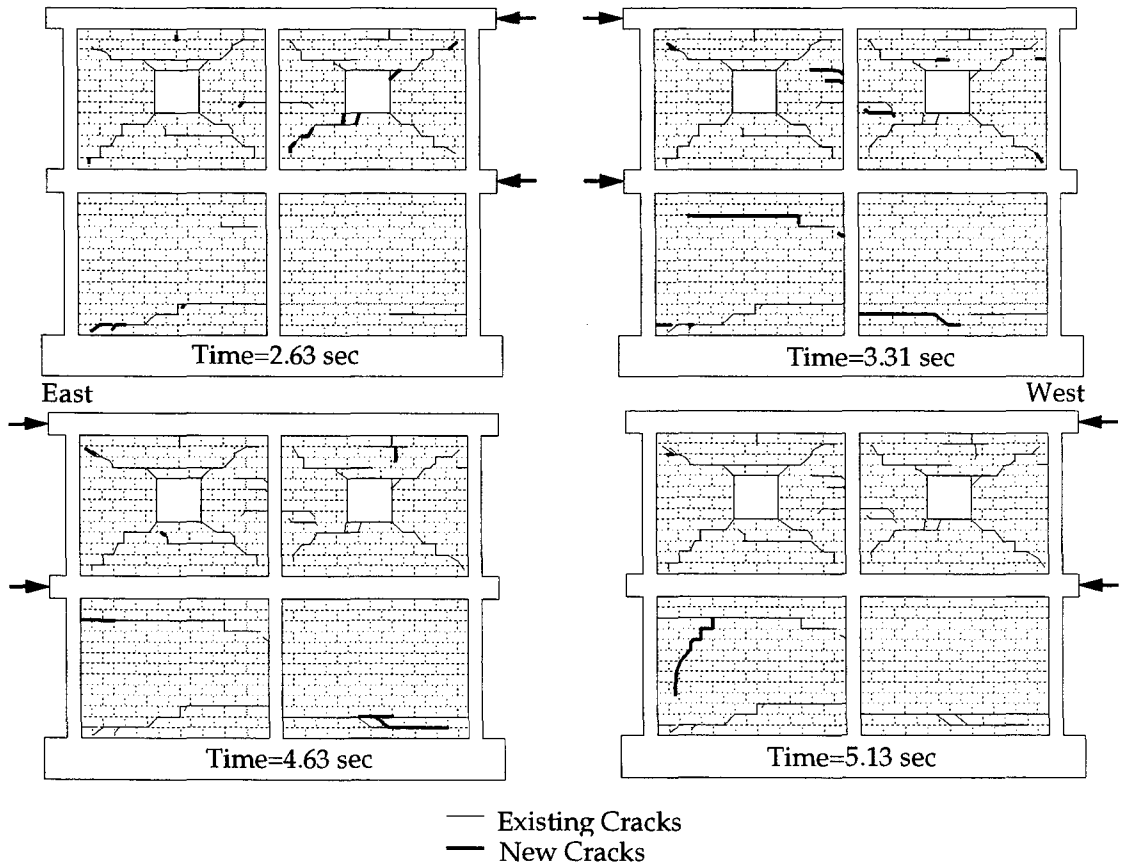 Time=2.63 sec
Time=3.31 sec
East
West
Time=4.63 sec
Time=5.13 sec
Existing Cracks
New Cracks